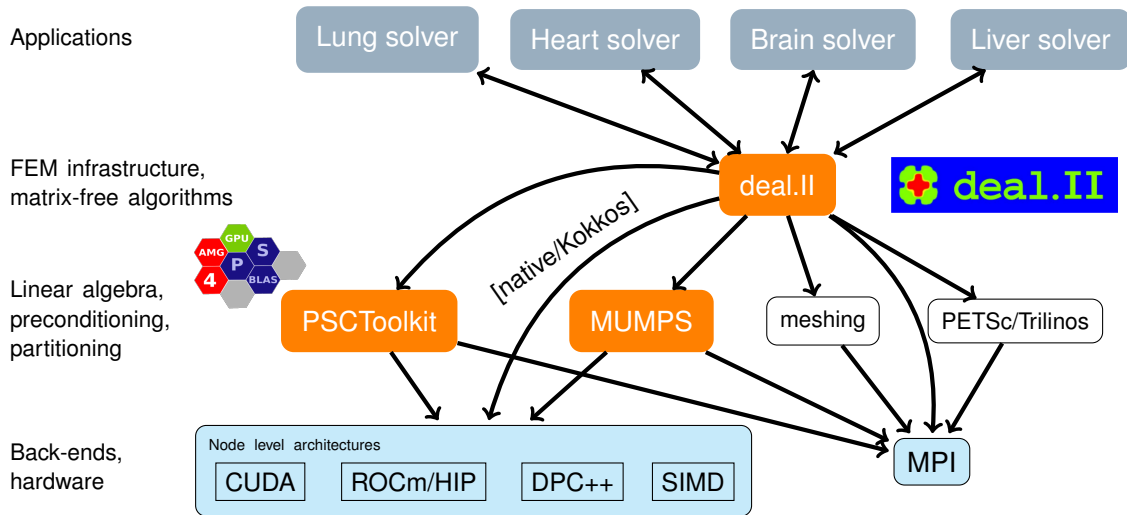 Applications
Lung solver
Heart solver
Brain solver
Liver solver
FEM infrastructure,
matrix-free algorithms
deal.II
deal.II
[native/Kokkos]
GPU
AMG
S
P
4
BLAS
Linear algebra,
preconditioning,
partitioning
PSCToolkit
MUMPS
meshing
PETSc/Trilinos
Back-ends,
hardware
Node level architectures
CUDA
ROCm/HIP
DPC++
SIMD
MPI